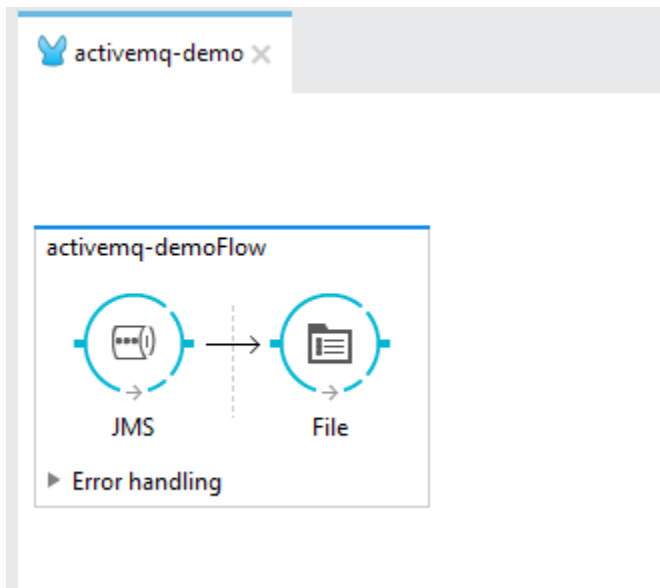 activemq-demo
activemq-demoFlow
JMS
File
Error handling